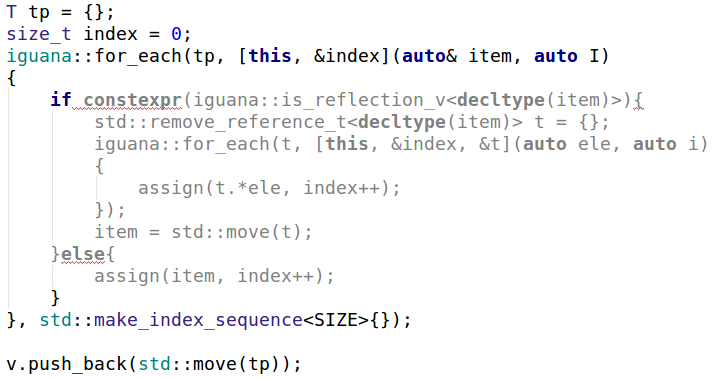 T tp = {};
size_t index = 0;
iguana::for_each(tp, [this, &index](auto& item, auto I)
{
    if constexpr(iguana::is_reflection_v<decltype(item)>){
        std::remove_reference_t<decltype(item)> t = {};
        iguana::for_each(t, [this, &index, &t](auto ele, auto i)
        {
            assign(t.*ele, index++);
        });
        item = std::move(t);
    }else{
        assign(item, index++);
    }
}, std::make_index_sequence<SIZE>{});
v.push_back(std::move(tp));